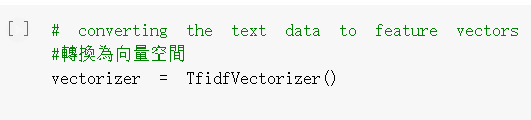 [ ] # converting the text data to feature vectors
#轉換為向量空間
vectorizer = TfidfVectorizer()